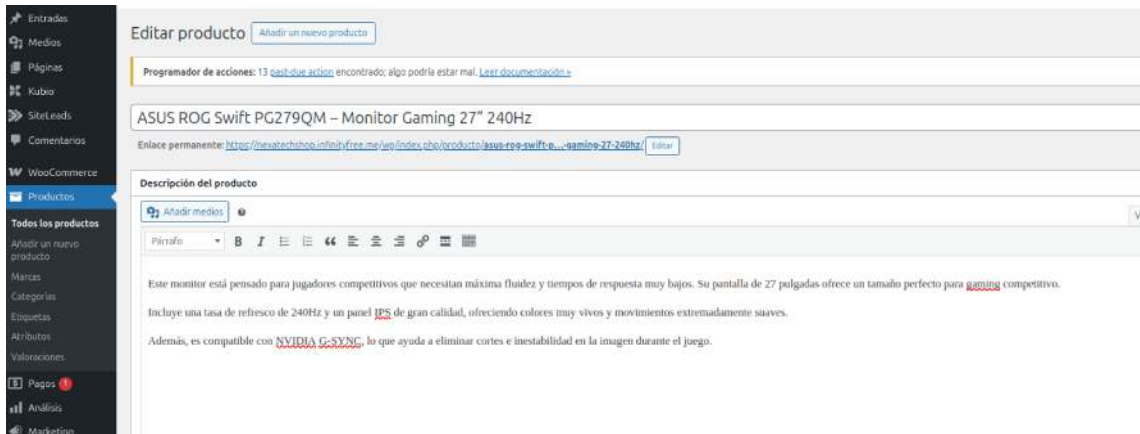 Entradas
Medios
Páginas
Kubio
SiteLeads
Comentarios
WooCommerce
Productos
Todos los productos
Añadir un nuevo
producto
Marcas
Categorías
Etiquetas
Atributos
Valoraciones
Pagos 1
Análisis
Marketing
Editar producto Añadir un nuevo producto
Programador de acciones: 13 past-due action encontrado; algo podría estar mal. Leer documentación »
ASUS ROG Swift PG279QM – Monitor Gaming 27″ 240Hz
Enlace permanente: https://nexatechshop.infinityfree.me/wp/index.php/producto/asus-rog-swift-p…-gaming-27-240hz/ Editar
Descripción del producto
Añadir medios
V
Párrafo B I
Este monitor está pensado para jugadores competitivos que necesitan máxima fluidez y tiempos de respuesta muy bajos. Su pantalla de 27 pulgadas ofrece un tamaño perfecto para gaming competitivo.
Incluye una tasa de refresco de 240Hz y un panel IPS de gran calidad, ofreciendo colores muy vivos y movimientos extremadamente suaves.
Además, es compatible con NVIDIA G-SYNC, lo que ayuda a eliminar cortes e inestabilidad en la imagen durante el juego.